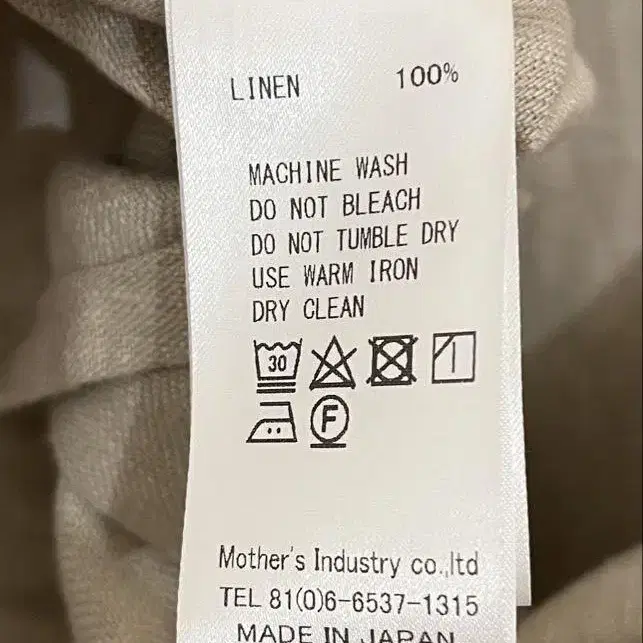 LINEN 100%
MACHINE WASH
DO NOT BLEACH
DO NOT TUMBLE DRY
USE WARM IRON
DRY CLEAN
30
F
Mother's Industry co.,ltd
TEL 81(0)6-6537-1315
MADE IN JAPAN